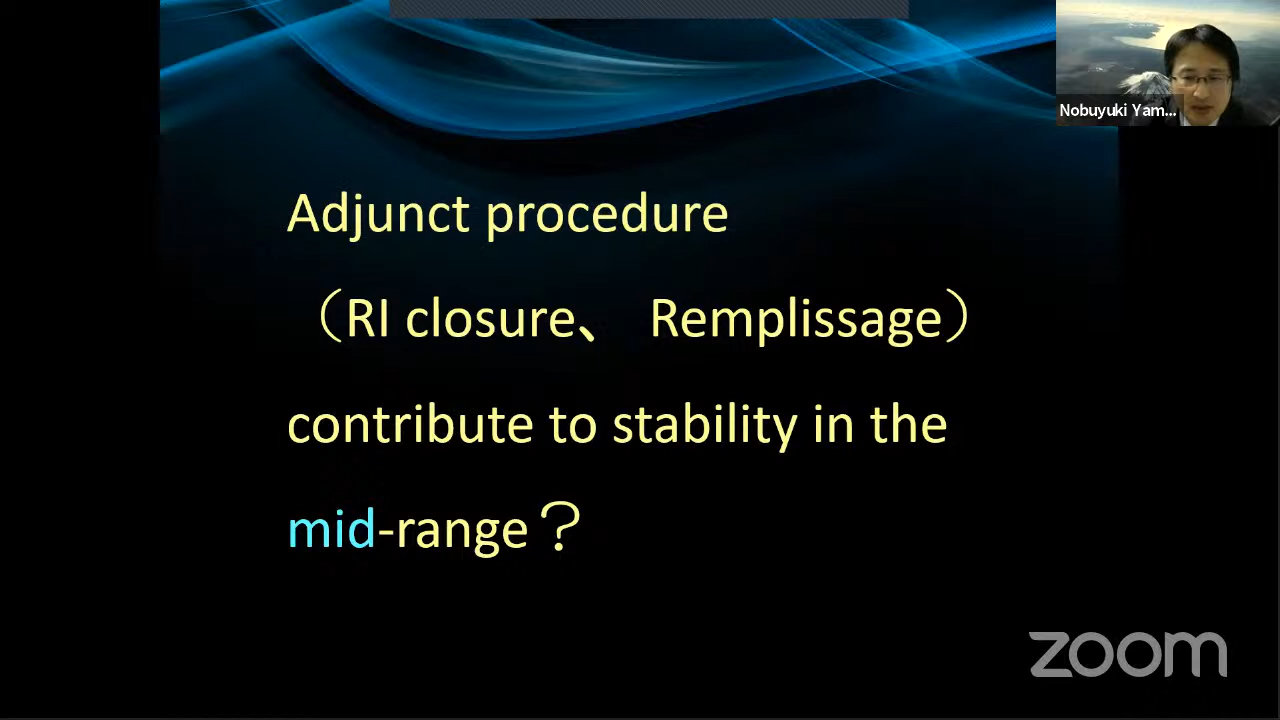 Adjunct procedure
（RI closure、 Remplissage）
contribute to stability in the
mid-range？
Nobuyuki Yam...
zoom